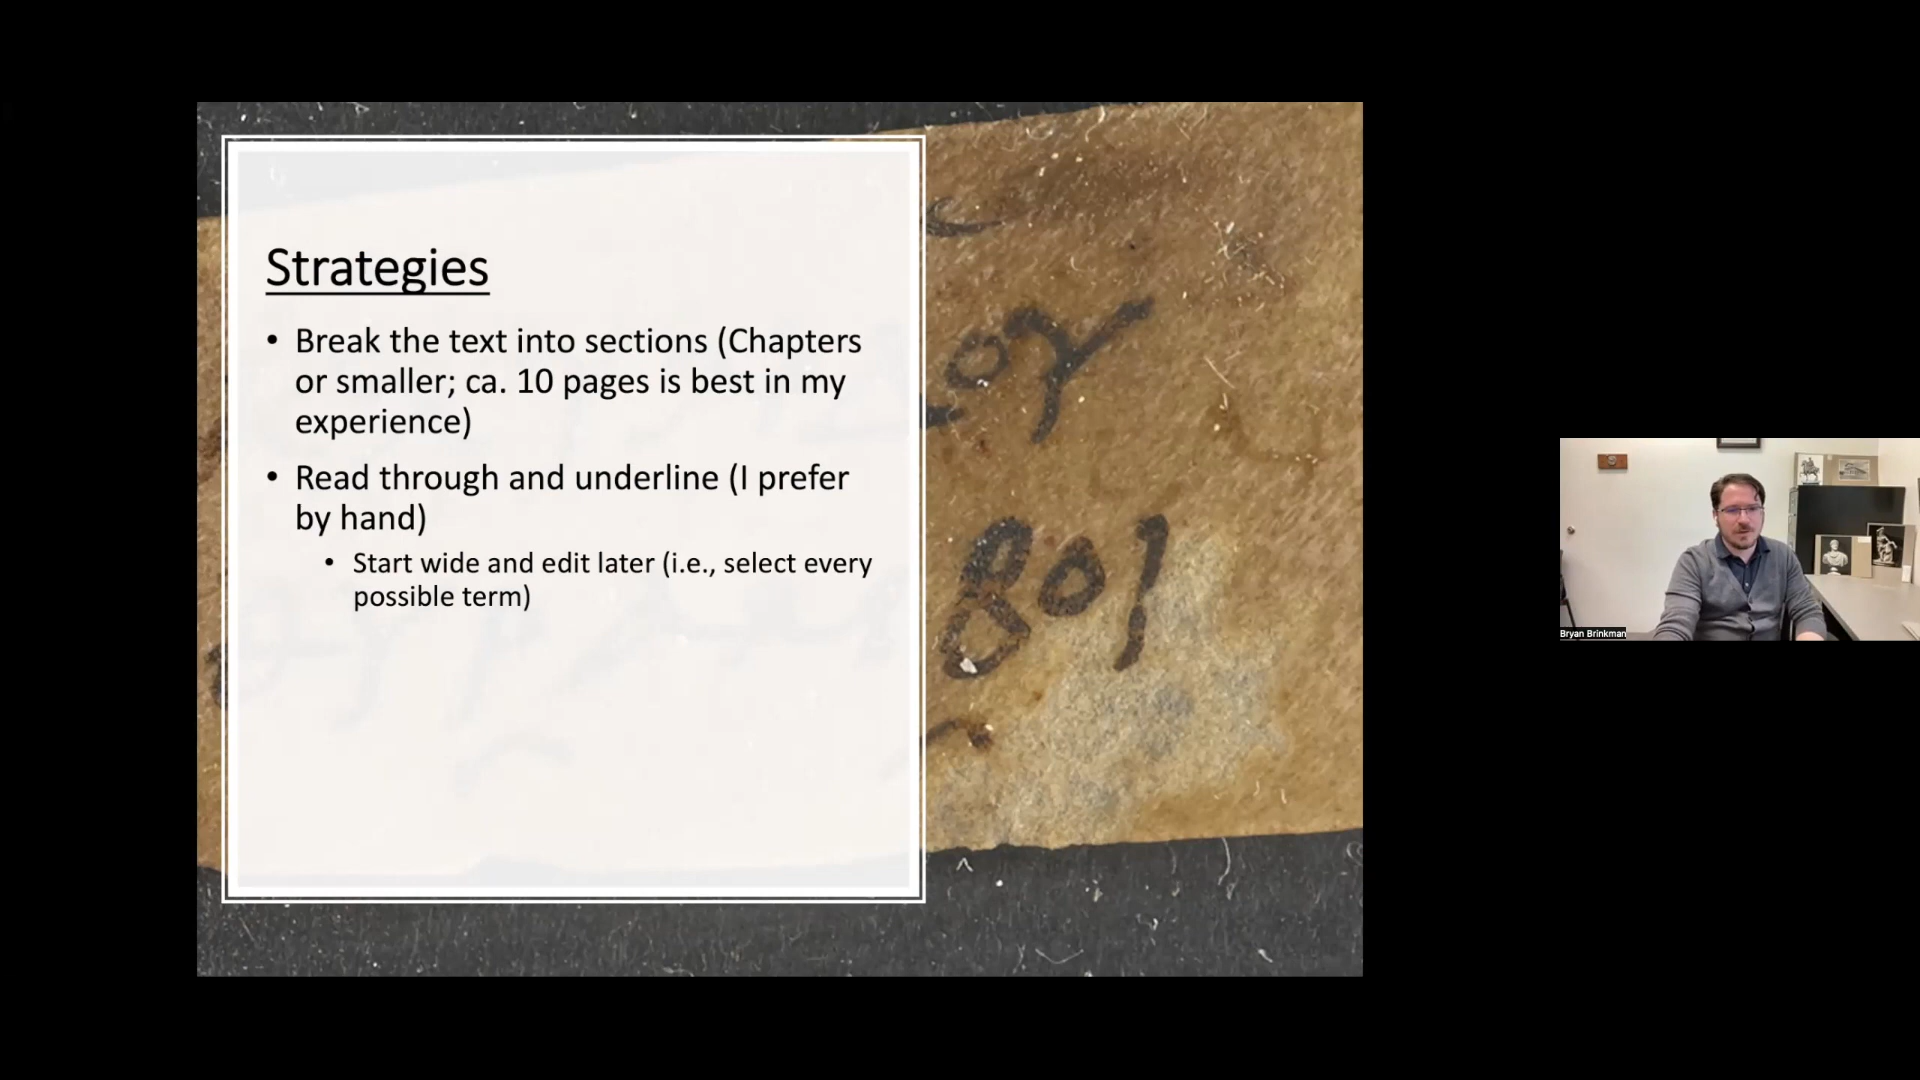 Strategies
• Break the text into sections (Chapters
or smaller; ca. 10 pages is best in my
experience)
• Read through and underline (I prefer
by hand)
• Start wide and edit later (i.e., select every
possible term)
801
Bryan Brinkman